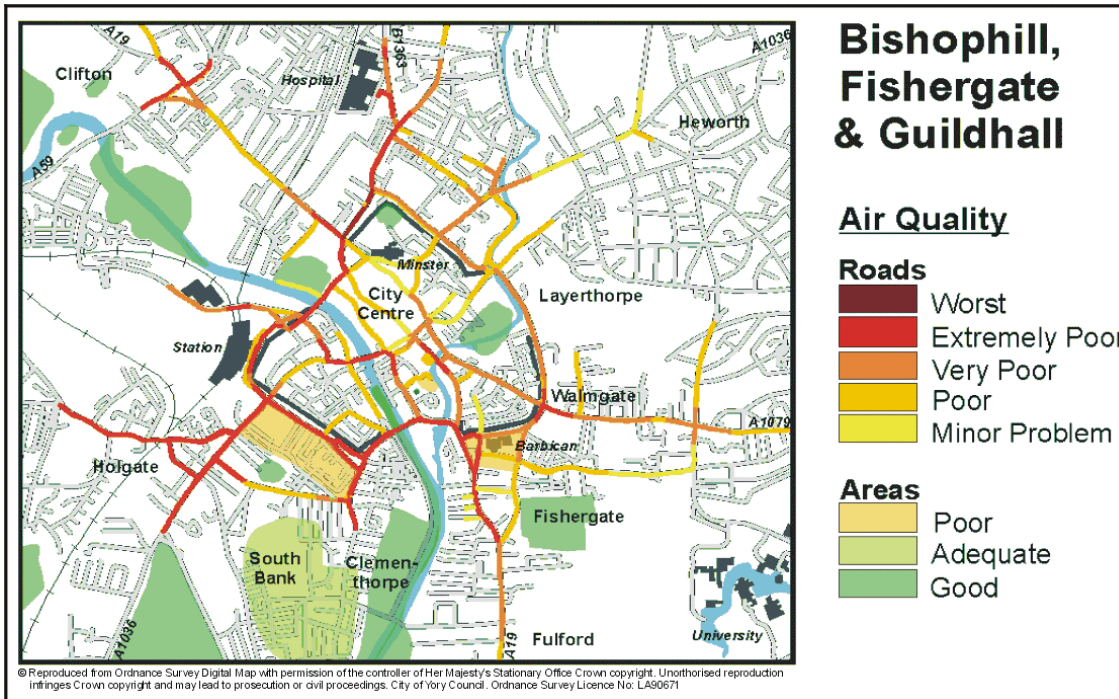 Bishophill,
Fishergate
& Guildhall
Air Quality
Roads
Worst
Extremely Poor
Very Poor
Poor
Minor Problem
Areas
Poor
Adequate
Good
A19
Clifton
Hospital
B1363
A1036
Heworth
A59
Minster
City
Centre
Layerthorpe
Station
Walmgate
A1079
Barbican
Holgate
Fishergate
South
Bank
Clemen-
thorpe
A1036
A19
Fulford
University
© Reproduced from Ordnance Survey Digital Map with permission of the controller of Her Majesty's Stationary Office Crown copyright. Unorthorised reproduction
infringes Crown copyright and may lead to prosecution or civil proceedings. City of Yory Council. Ordnance Survey Licence No: LA90671